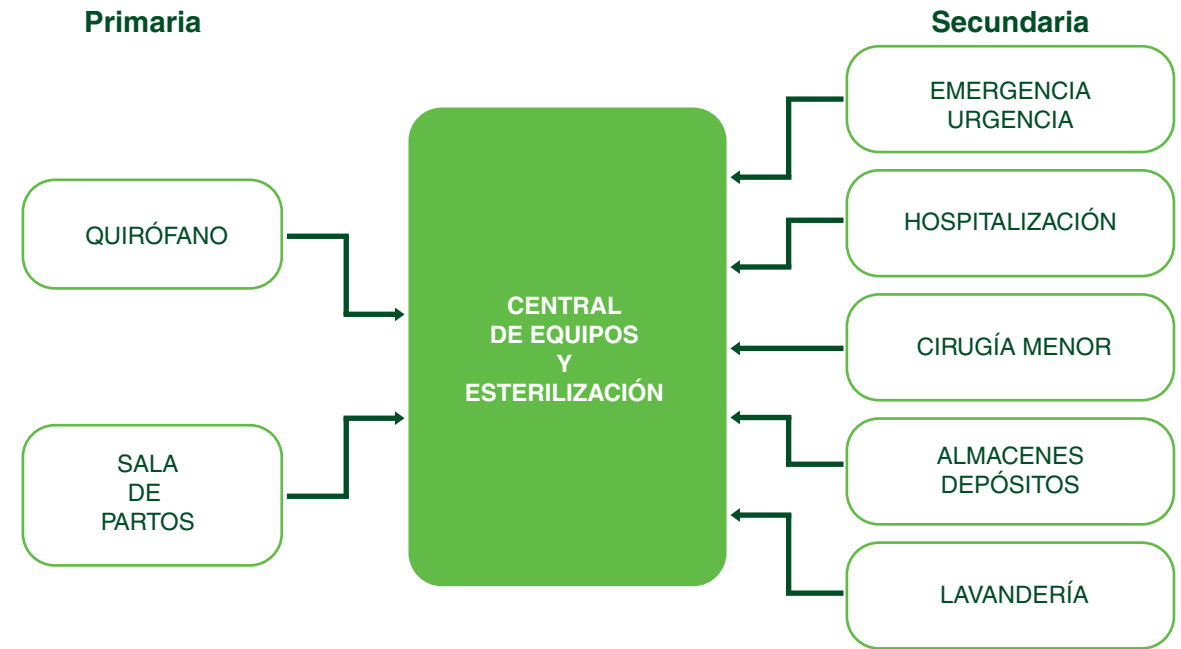 Primaria
Secundaria
QUIRÓFANO
SALA
DE
PARTOS
CENTRAL
DE EQUIPOS
Y
ESTERILIZACIÓN
EMERGENCIA
URGENCIA
HOSPITALIZACIÓN
CIRUGÍA MENOR
ALMACENES
DEPÓSITOS
LAVANDERÍA